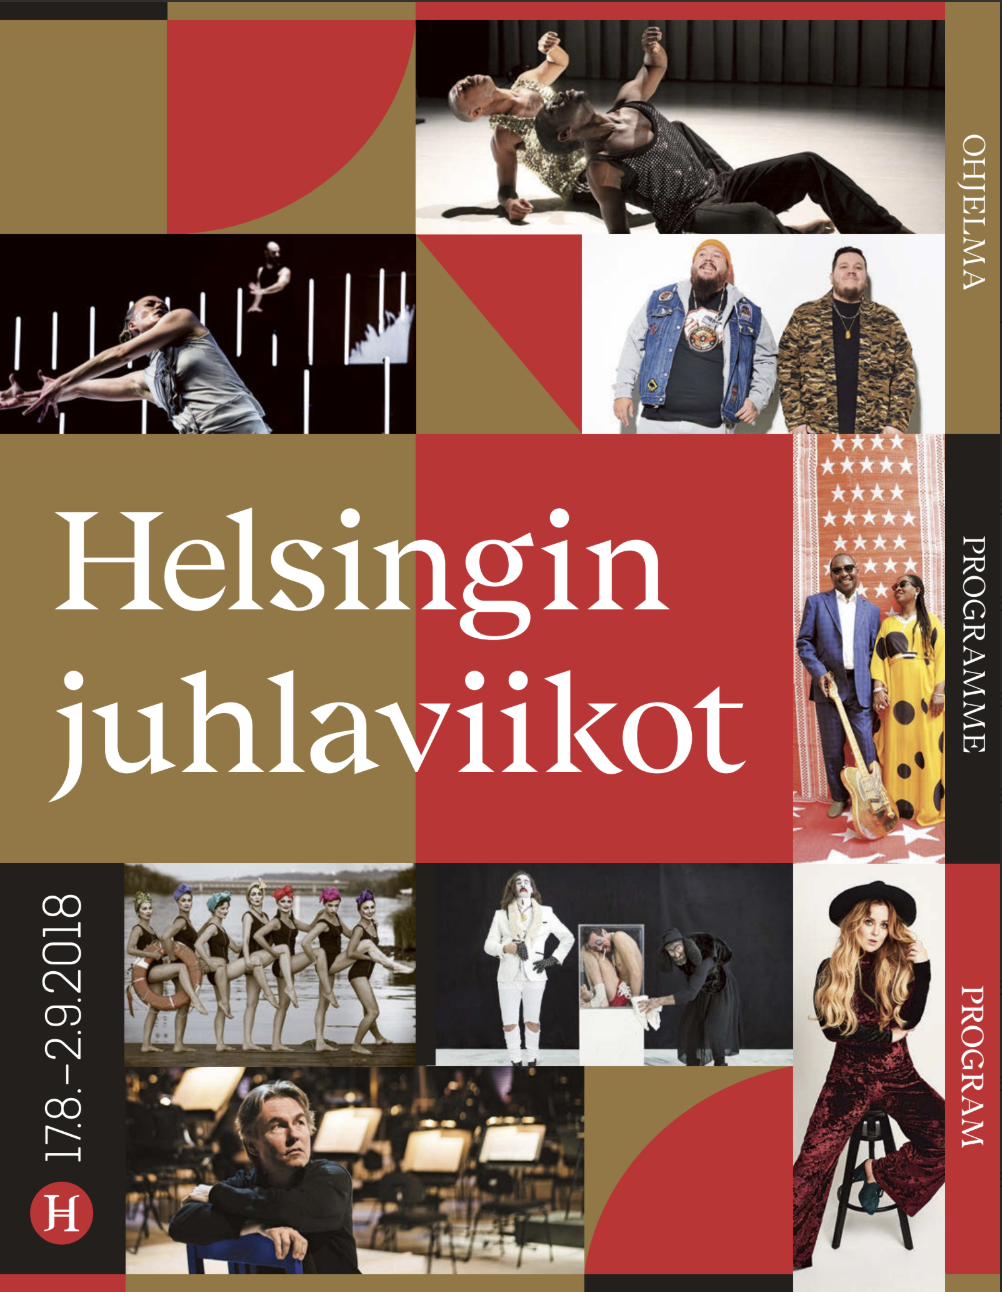 OHJELMA
Helsingin
juhlaviikot
PROGRAMME
17.8.–2.9.2018
PROGRAM
H